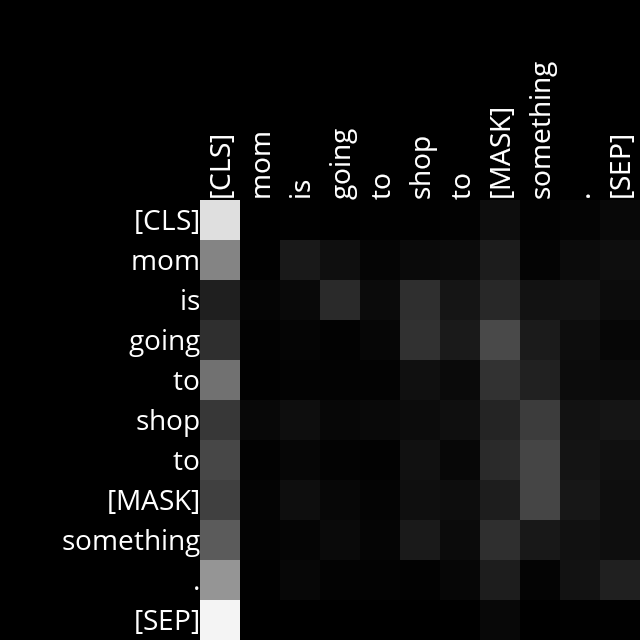 [CLS] mom is going to shop to [MASK] something . [SEP]
[CLS]
mom
is
going
to
shop
to
[MASK]
something
.
[SEP]